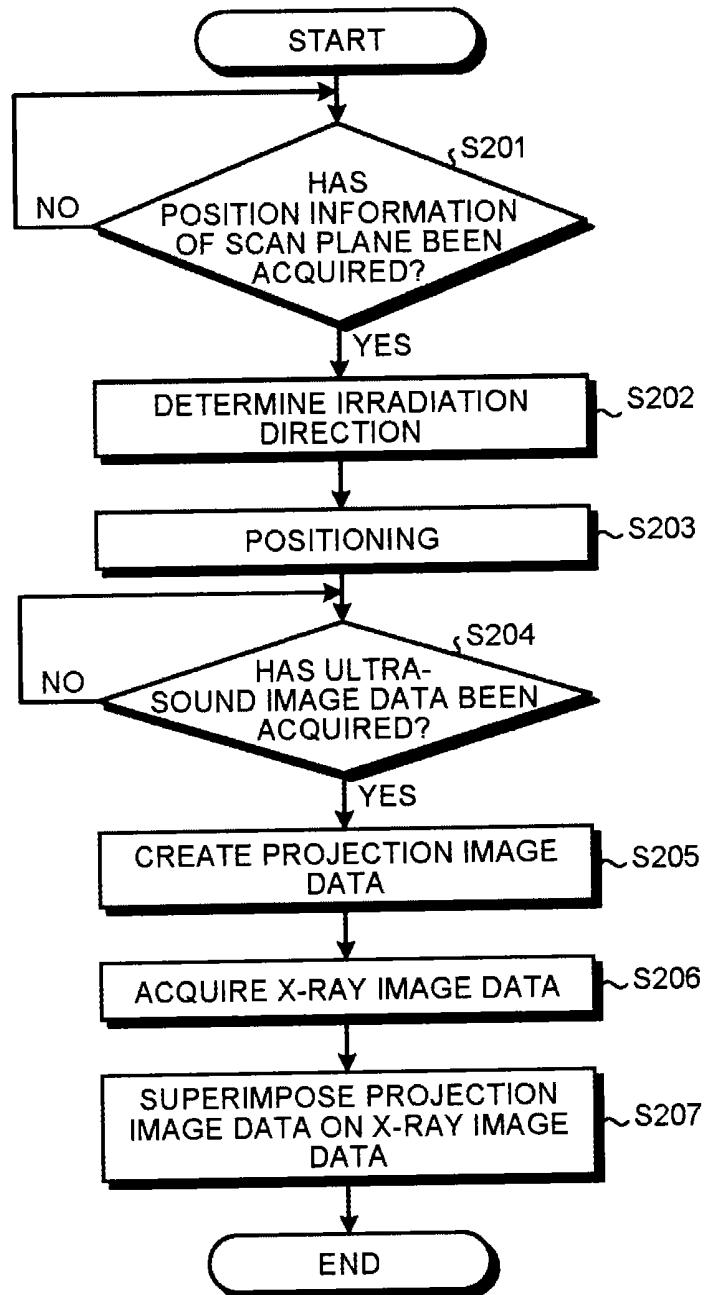 START
S201
HAS
POSITION INFORMATION
OF SCAN PLANE BEEN
ACQUIRED?
NO
YES
DETERMINE IRRADIATION
DIRECTION
S202
POSITIONING
S203
S204
HAS ULTRA-
SOUND IMAGE DATA BEEN
ACQUIRED?
NO
YES
CREATE PROJECTION IMAGE
DATA
S205
ACQUIRE X-RAY IMAGE DATA
S206
SUPERIMPOSE PROJECTION
IMAGE DATA ON X-RAY IMAGE
DATA
S207
END